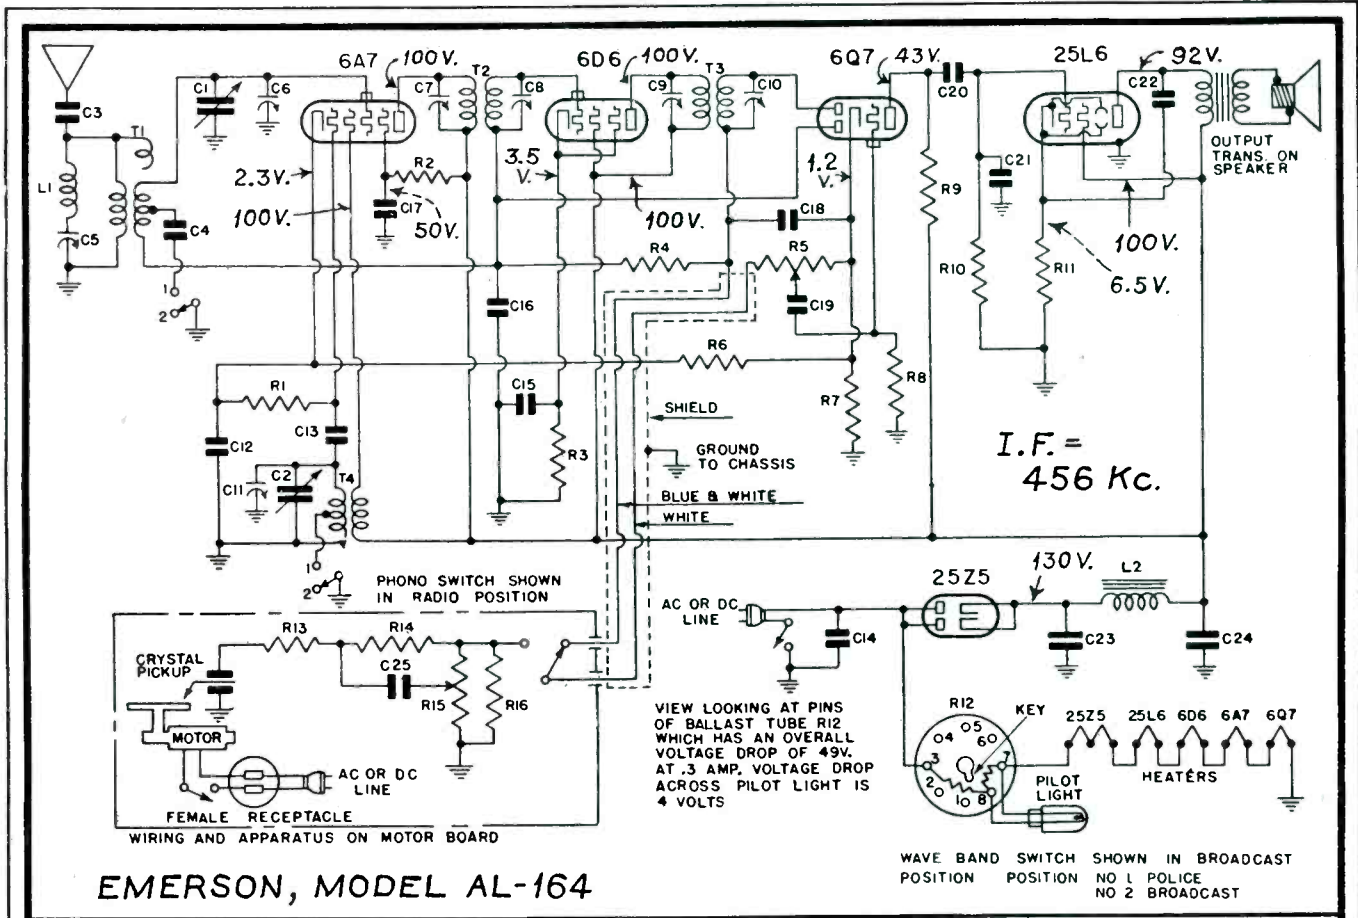 6A7
100V.
T2
6D6
100V.
T3
6Q7
43V.
25L6
92V.
C3
C1
C6
C7
C8
C9
C10
C20
C22
T1
L1
C5
C4
1
2
2.3V.
100V.
R2
C17
50V.
3.5
V.
100V.
1.2
V.
C18
R9
C21
OUTPUT
TRANS. ON
SPEAKER
R4
R5
C16
C19
R10
R11
100V.
6.5V.
R6
R1
C15
R7
R8
C12
C13
R3
SHIELD
GROUND
TO CHASSIS
I.F. =
456 Kc.
C11
C2
T4
BLUE & WHITE
WHITE
1
2
PHONO SWITCH SHOWN
IN RADIO POSITION
25Z5
130V.
L2
AC OR DC
LINE
C14
C23
C24
R13
R14
CRYSTAL
PICKUP
C25
R15
R16
MOTOR
AC OR DC
LINE
FEMALE RECEPTACLE
WIRING AND APPARATUS ON MOTOR BOARD
VIEW LOOKING AT PINS
OF BALLAST TUBE R12
WHICH HAS AN OVERALL
VOLTAGE DROP OF 49V.
AT .3 AMP. VOLTAGE DROP
ACROSS PILOT LIGHT IS
4 VOLTS
R12
KEY
5
4
6
3
7
2
1
8
PILOT
LIGHT
25Z5
25L6
6D6
6A7
6Q7
HEATERS
WAVE BAND SWITCH SHOWN IN BROADCAST
POSITION POSITION NO 1 POLICE
NO 2 BROADCAST
EMERSON, MODEL AL-164